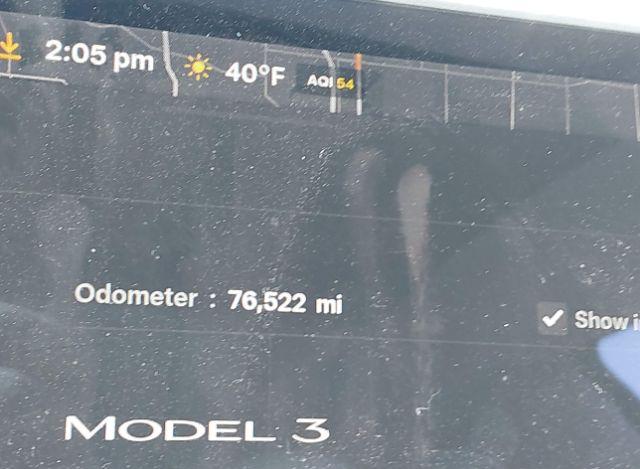 2:05 pm 40°F AQI 54
Odometer : 76,522 mi
Show
MODEL 3